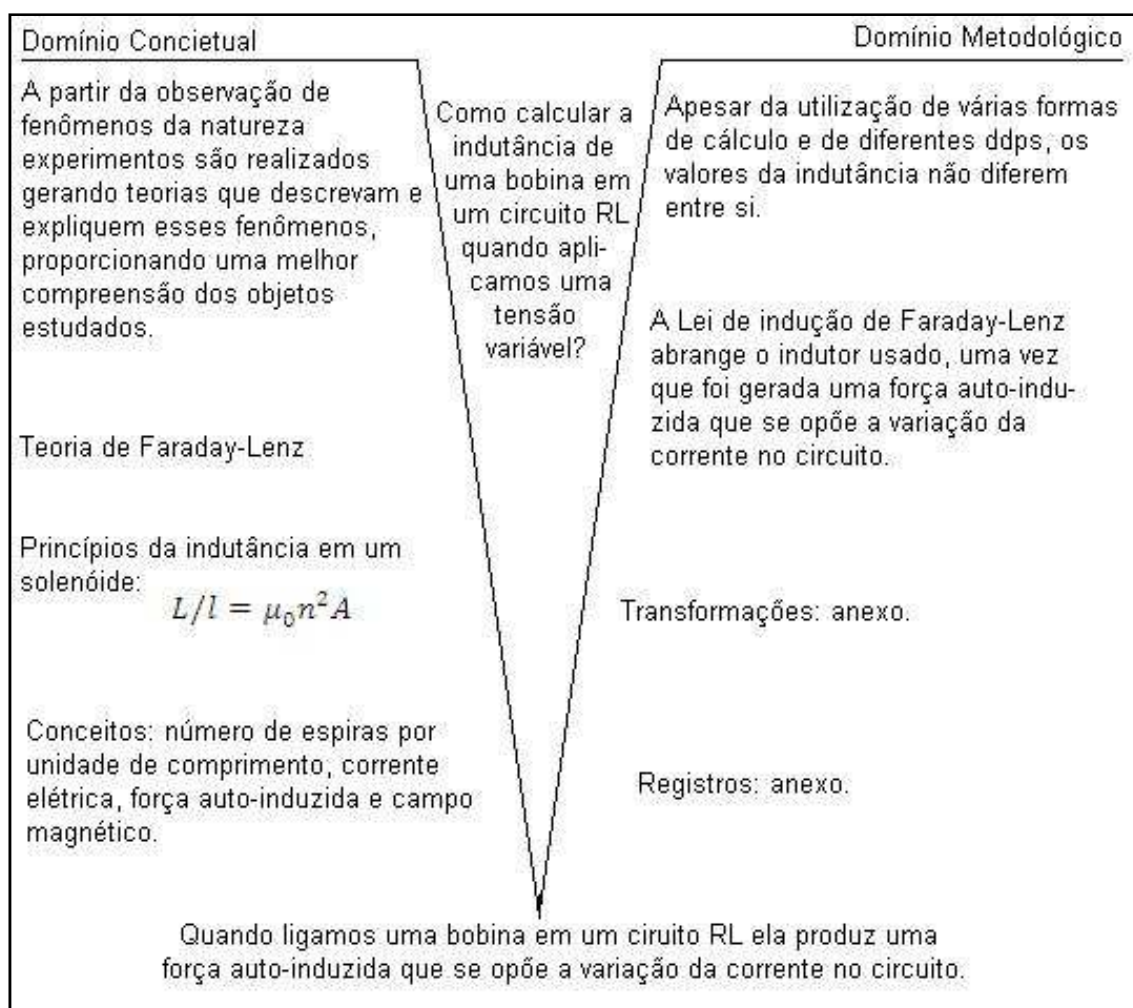 Domínio Concietual
A partir da observação de
fenômenos da natureza
experimentos são realizados
gerando teorias que descrevam e
expliquem esses fenômenos,
proporcionando uma melhor
compreensão dos objetos
estudados.
Teoria de Faraday-Lenz
Princípios da indutância em um
solenóide:
L/l = μ₀n²A
Conceitos: número de espiras por
unidade de comprimento, corrente
elétrica, força auto-induzida e campo
magnético.
Como calcular a
indutância de
uma bobina em
um circuito RL
quando apli-
camos uma
tensão
variável?
Domínio Metodológico
Apesar da utilização de várias formas
de cálculo e de diferentes ddps, os
valores da indutância não diferem
entre si.
A Lei de indução de Faraday-Lenz
abrange o indutor usado, uma vez
que foi gerada uma força auto-indu-
zida que se opõe a variação da
corrente no circuito.
Transformações: anexo.
Registros: anexo.
Quando ligamos uma bobina em um ciruito RL ela produz uma
força auto-induzida que se opõe a variação da corrente no circuito.